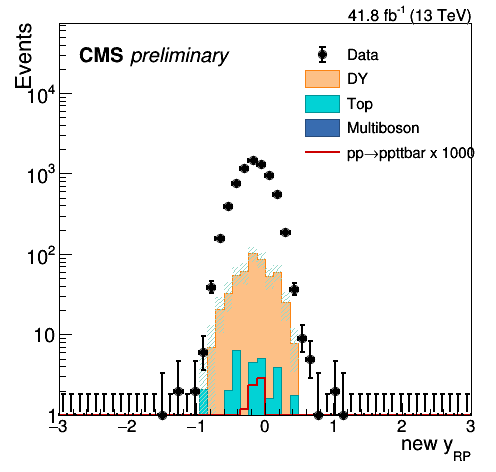 41.8 fb⁻¹ (13 TeV)
Events
CMS preliminary
Data
DY
Top
Multiboson
pp→ppttbar x 1000
10⁴
10³
10²
10
1
−3 −2 −1 0 1 2 3
new y_RP